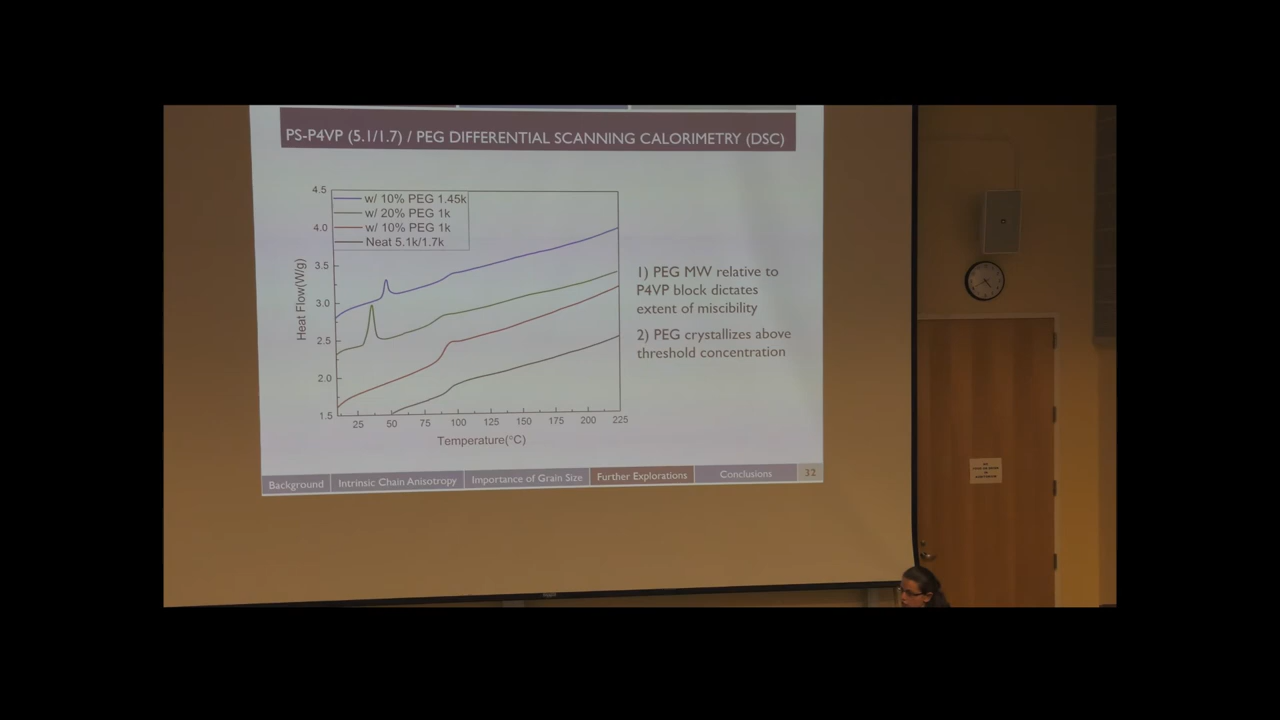 PS-P4VP (5.1/1.7) / PEG DIFFERENTIAL SCANNING CALORIMETRY (DSC)
4.5
4.0
3.5
3.0
2.5
2.0
1.5
Heat Flow(W/g)
w/ 10% PEG 1.45k
w/ 20% PEG 1k
w/ 10% PEG 1k
Neat 5.1k/1.7k
25 50 75 100 125 150 175 200 225
Temperature(°C)
1) PEG MW relative to
P4VP block dictates
extent of miscibility
2) PEG crystallizes above
threshold concentration
Background Intrinsic Chain Anisotropy Importance of Grain Size Further Explorations Conclusions 32